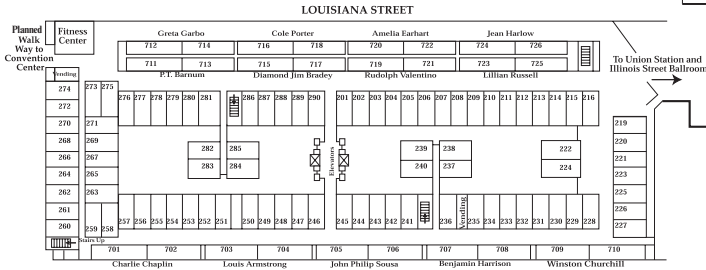 LOUISIANA STREET
Planned
Walk
Way to
Convention
Center
Fitness
Center
Greta Garbo
Cole Porter
Amelia Earhart
Jean Harlow
712 714 716 718 720 722 724 726
711 713 715 717 719 721 723 725
P.T. Barnum
Diamond Jim Bradey
Rudolph Valentino
Lillian Russell
To Union Station and
Illinois Street Ballroom
Vending
274
272
270
268
266
264
262
261
260
Stairs Up
273 275
271
269
267
265
263
259 258
276 277 278 279 280 281
286 287 288 289 290
201 202 203 204 205 206 207 208 209 210 211 212 213 214 215 216
282 285
283 284
Elevators
239 238
240 237
222
224
219
220
221
223
225
226
227
257 256 255 254 253 252 251
250 249 248 247 246
245 244 243 242 241
236 Vending 235 234 233 232 231 230 229 228
701 702 703 704 705 706 707 708 709 710
Charlie Chaplin
Louis Armstrong
John Philip Sousa
Benjamin Harrison
Winston Churchill